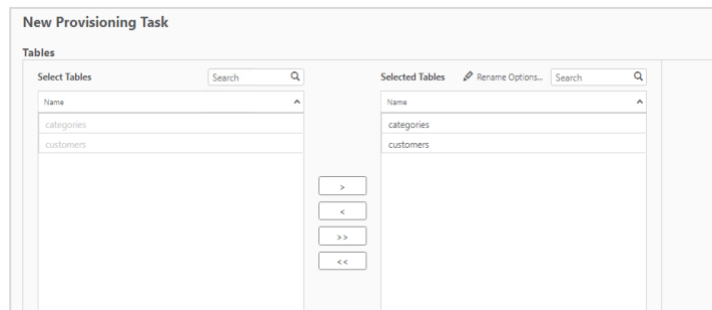 New Provisioning Task
Tables
Select Tables
Search
Name
categories
customers
>
<
>>
<<
Selected Tables
Rename Options...
Search
Name
categories
customers